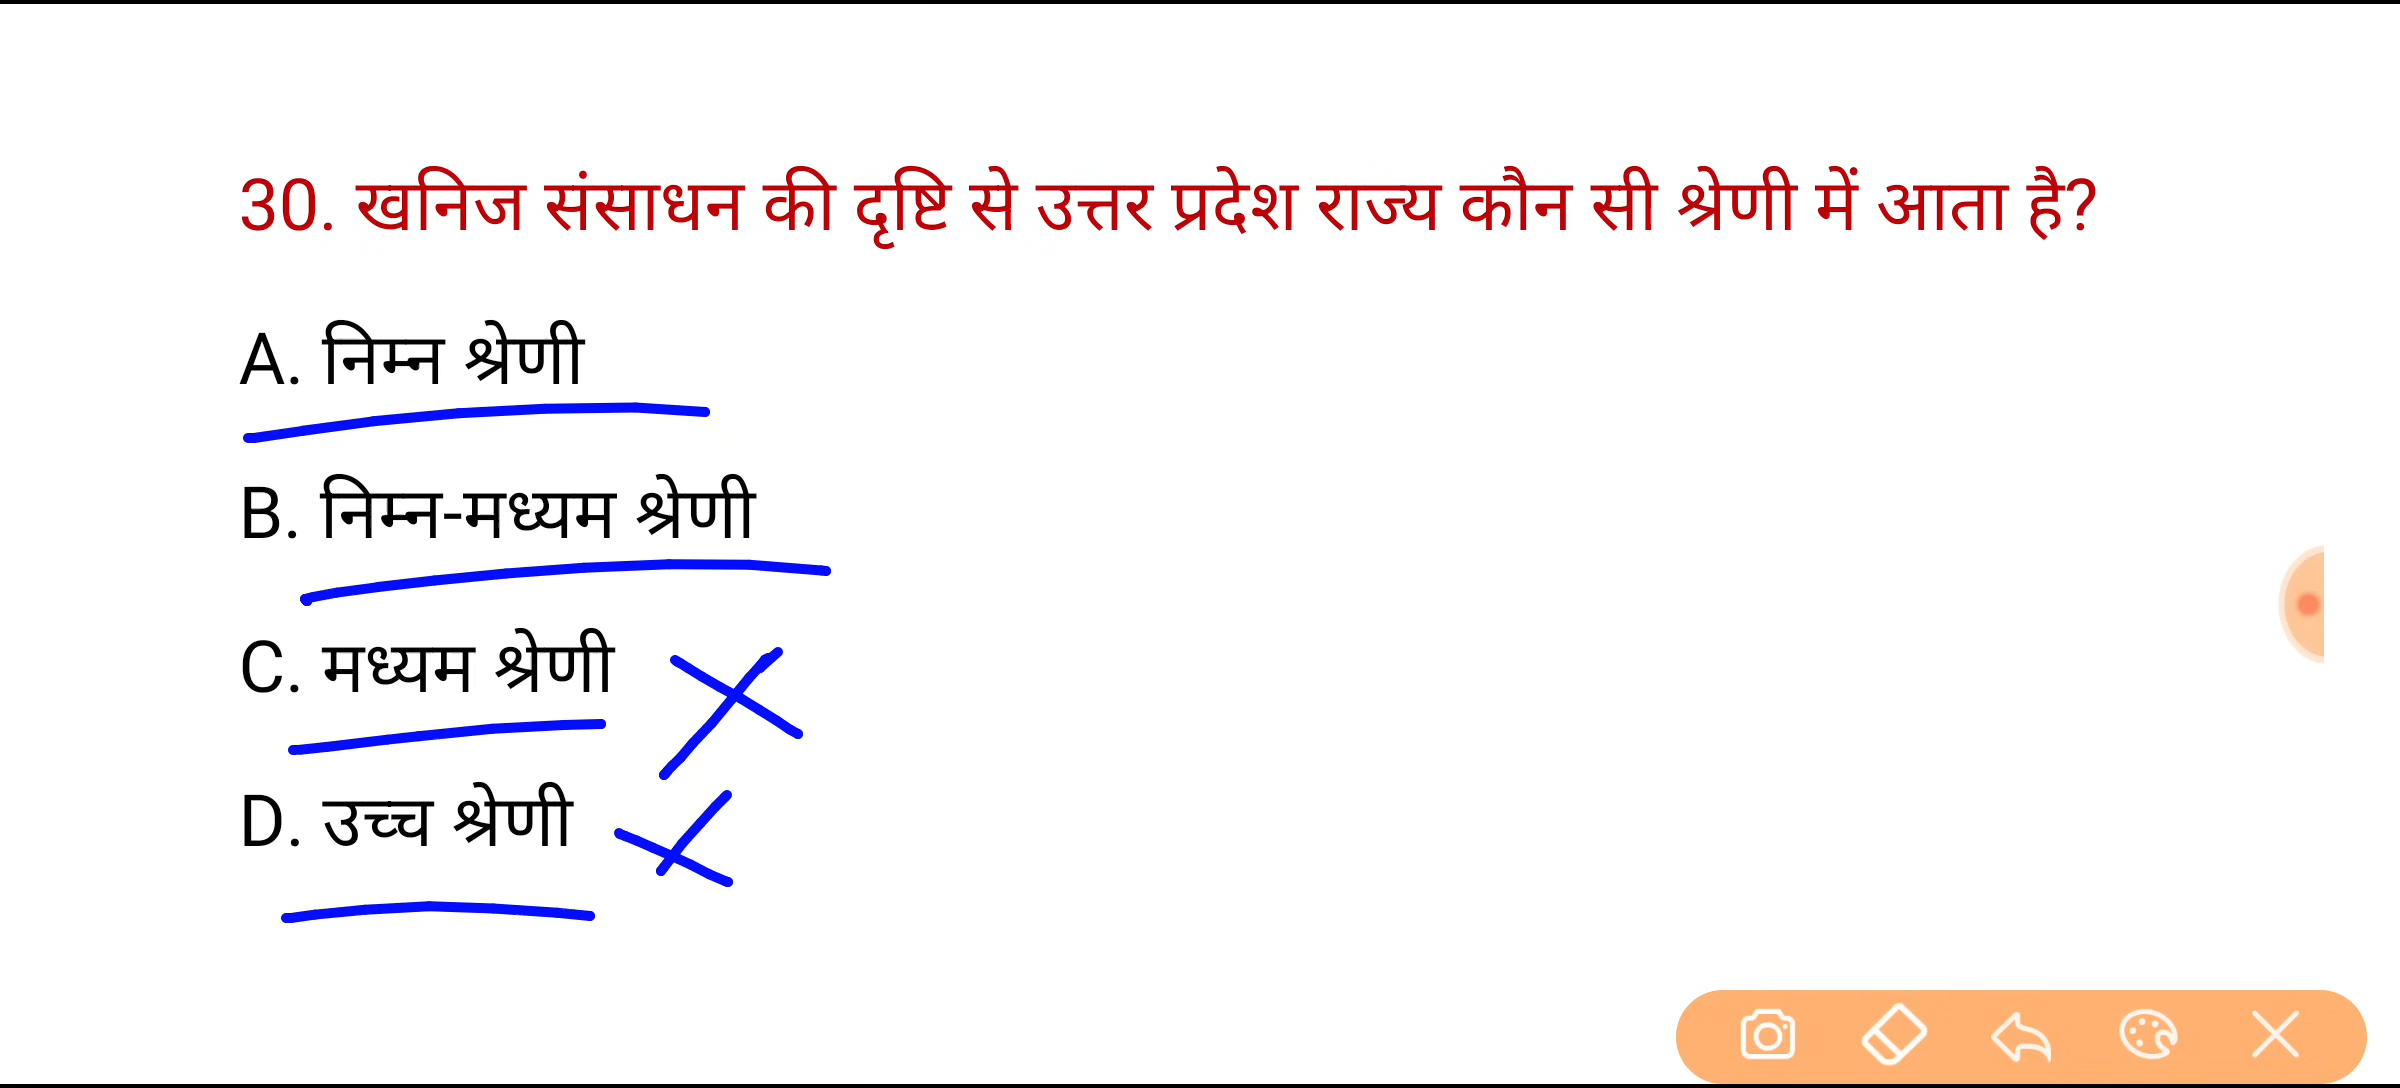 30. खनिज संसाधन की दृष्टि से उत्तर प्रदेश राज्य कौन सी श्रेणी में आता है?
A. निम्न श्रेणी
B. निम्न-मध्यम श्रेणी
C. मध्यम श्रेणी
D. उच्च श्रेणी